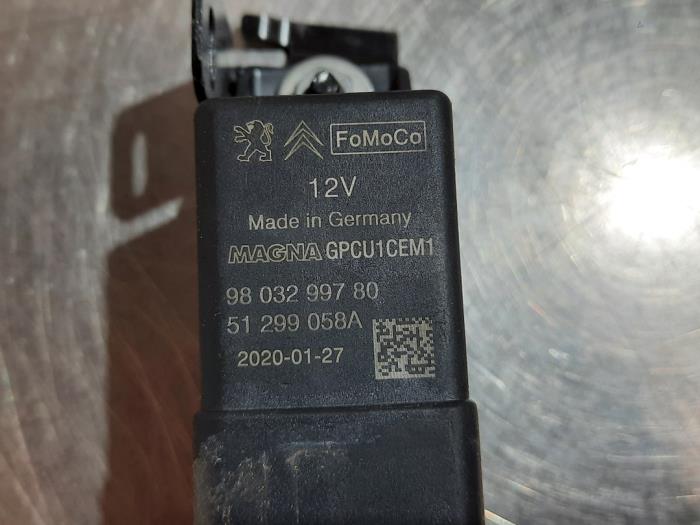 FoMoCo
12V
Made in Germany
MAGNA GPCU1CEM1
98 032 997 80
51 299 058A
2020-01-27